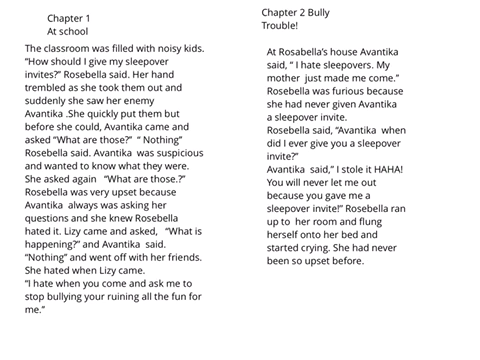 Chapter 1
At school
The classroom was filled with noisy kids.
“How should I give my sleepover
invites?” Rosebella said. Her hand
trembled as she took them out and
suddenly she saw her enemy
Avantika .She quickly put them but
before she could, Avantika came and
asked “What are those?”  “ Nothing”
Rosebella said. Avantika  was suspicious
and wanted to know what they were.
She asked again   “What are those.?”
Rosebella was very upset because
Avantika  always was asking her
questions and she knew Rosebella
hated it. Lizy came and asked,   “What is
happening?” and Avantika  said.
“Nothing” and went off with her friends.
She hated when Lizy came.
“I hate when you come and ask me to
stop bullying your ruining all the fun for
me.”
Chapter 2 Bully
Trouble!
At Rosabella’s house Avantika
said, “ I hate sleepovers. My
mother  just made me come.”
Rosebella was furious because
she had never given Avantika
a sleepover invite.
Rosebella said, “Avantika  when
did I ever give you a sleepover
invite?”
Avantika  said,” I stole it HAHA!
You will never let me out
because you gave me a
sleepover invite!” Rosebella ran
up to  her room and flung
herself onto her bed and
started crying. She had never
been so upset before.